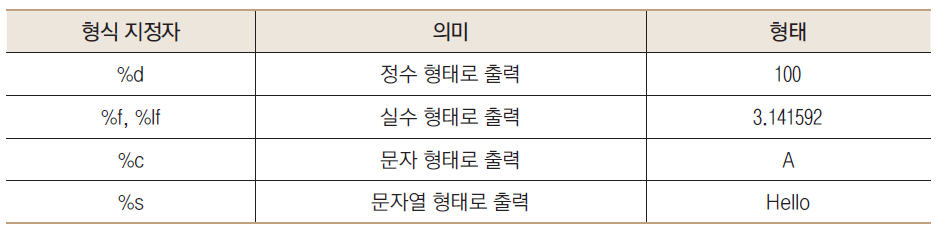 형식 지정자 의미 형태
%d 정수 형태로 출력 100
%f, %lf 실수 형태로 출력 3.141592
%c 문자 형태로 출력 A
%s 문자열 형태로 출력 Hello